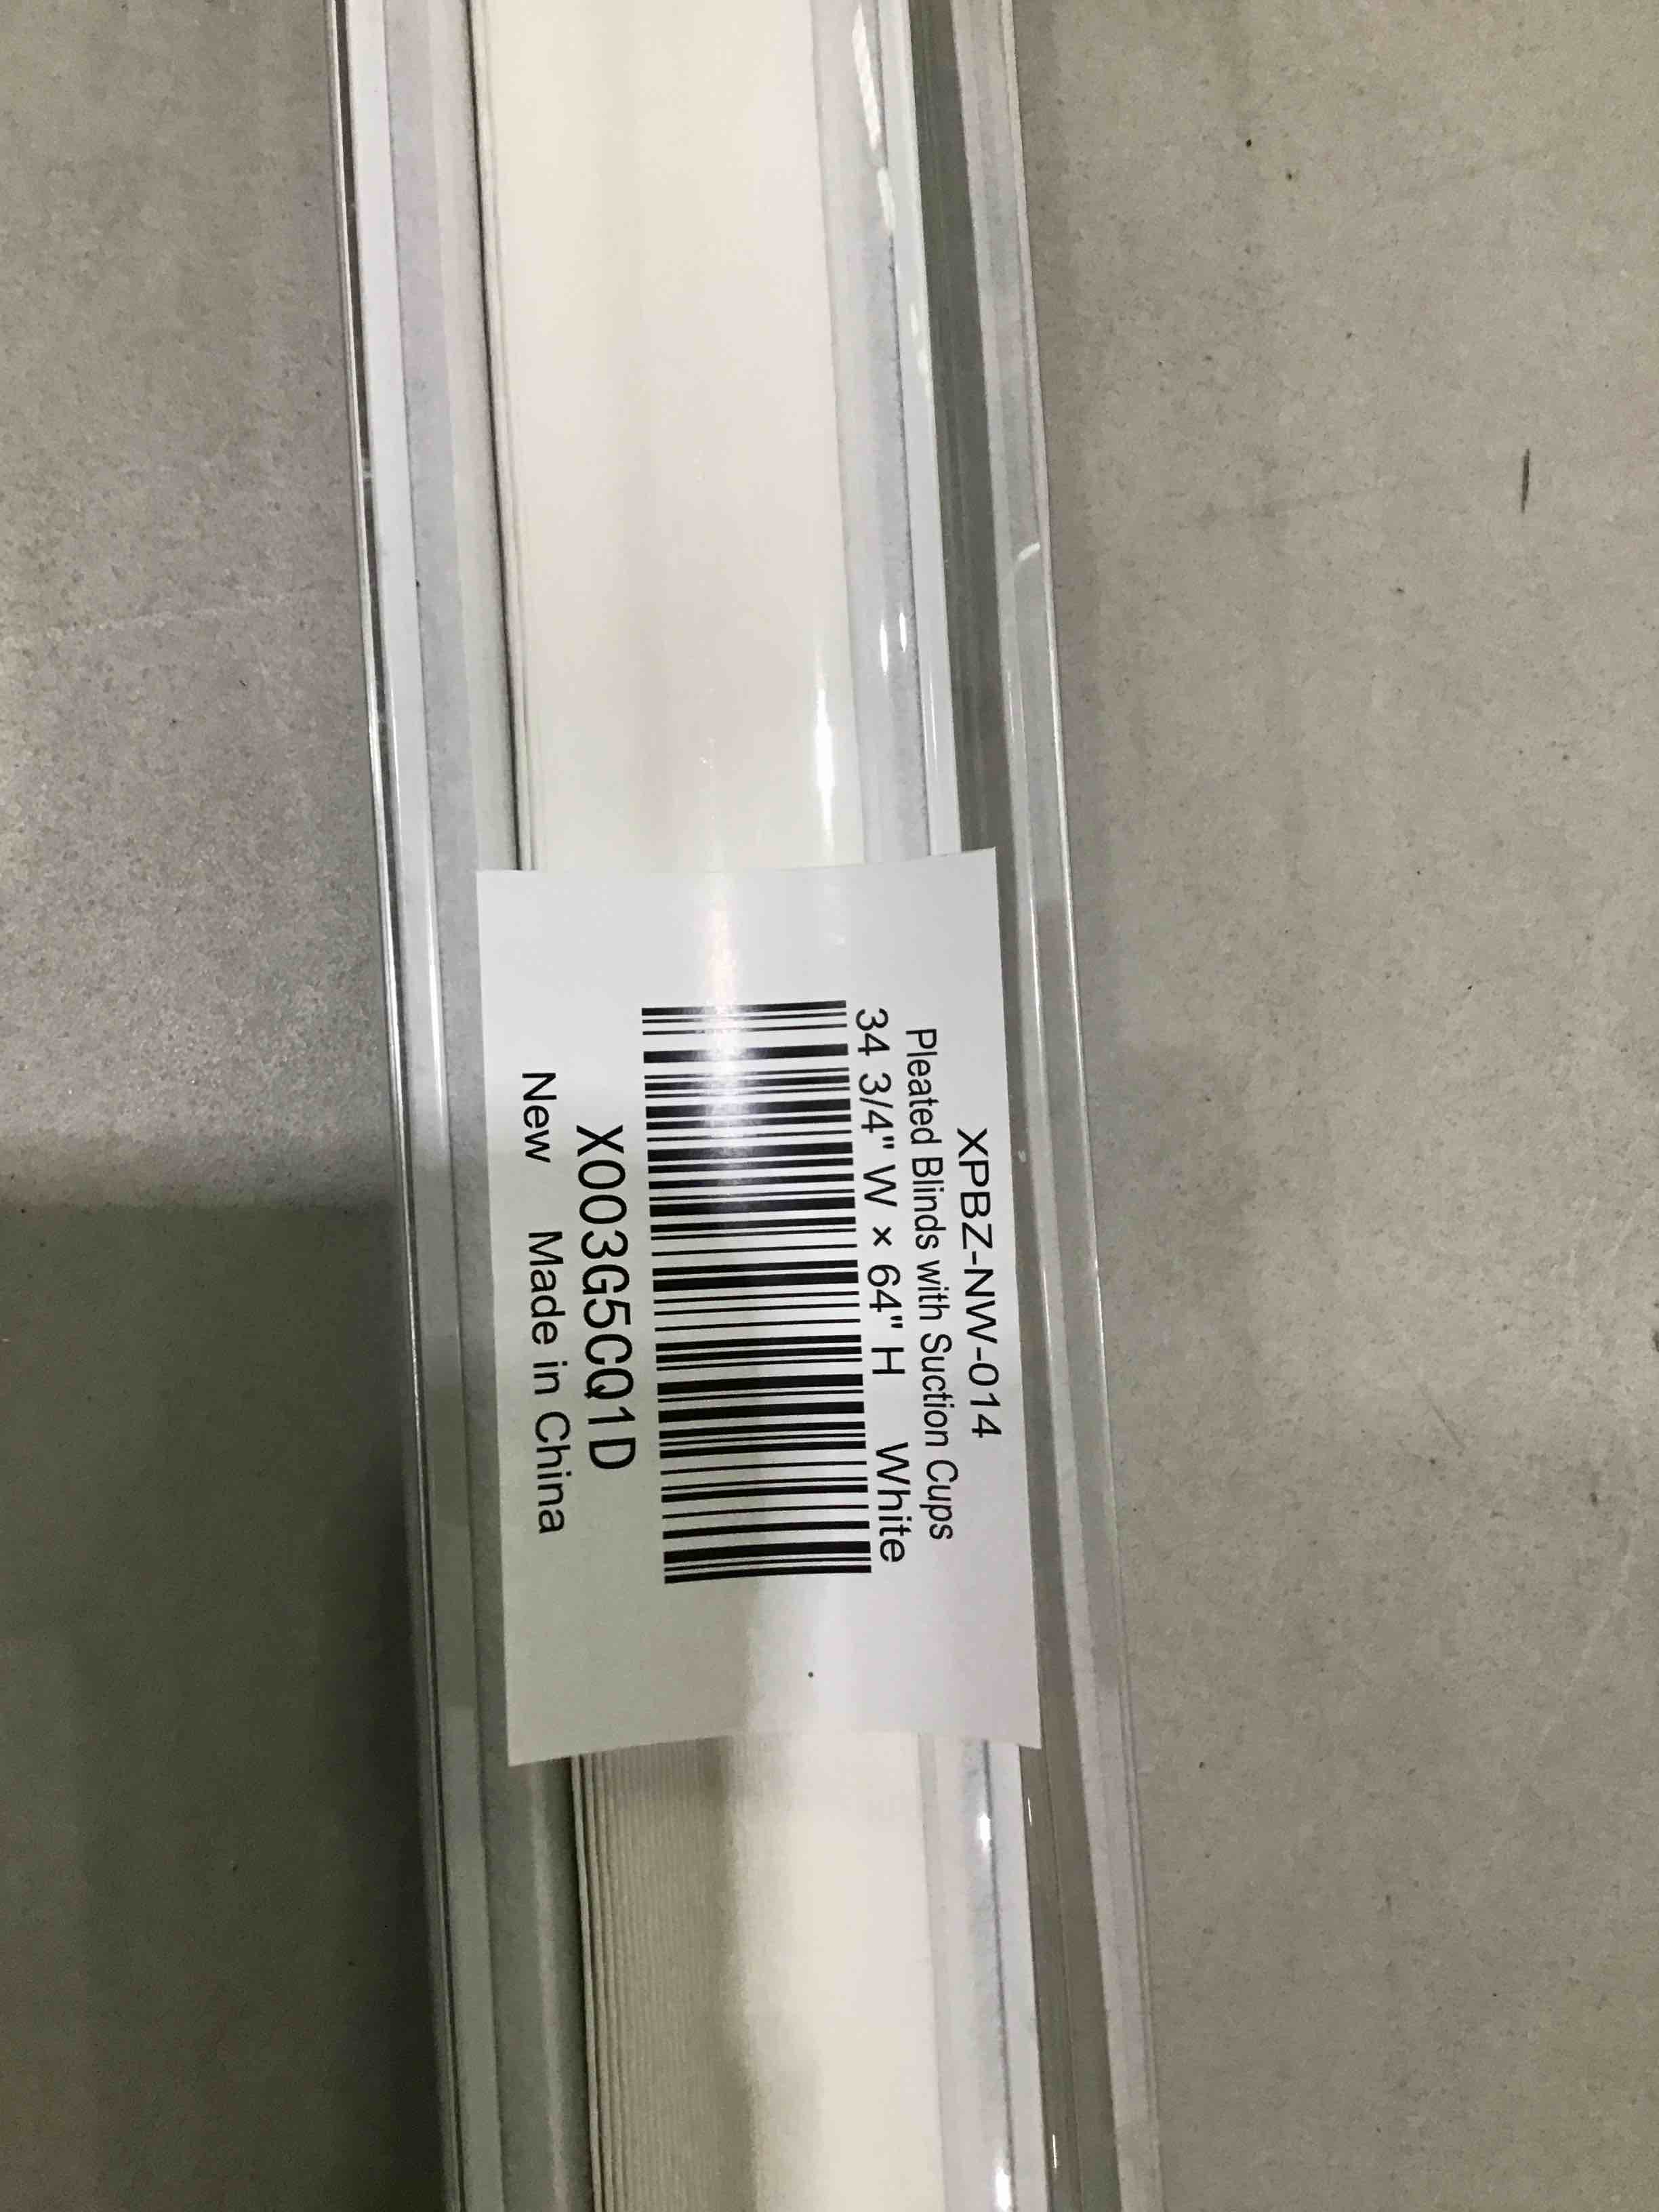 XPBZ-NW-014
Pleated Blinds with Suction Cups
34 3/4" W × 64" H White
X003G5CQ1D
New Made in China